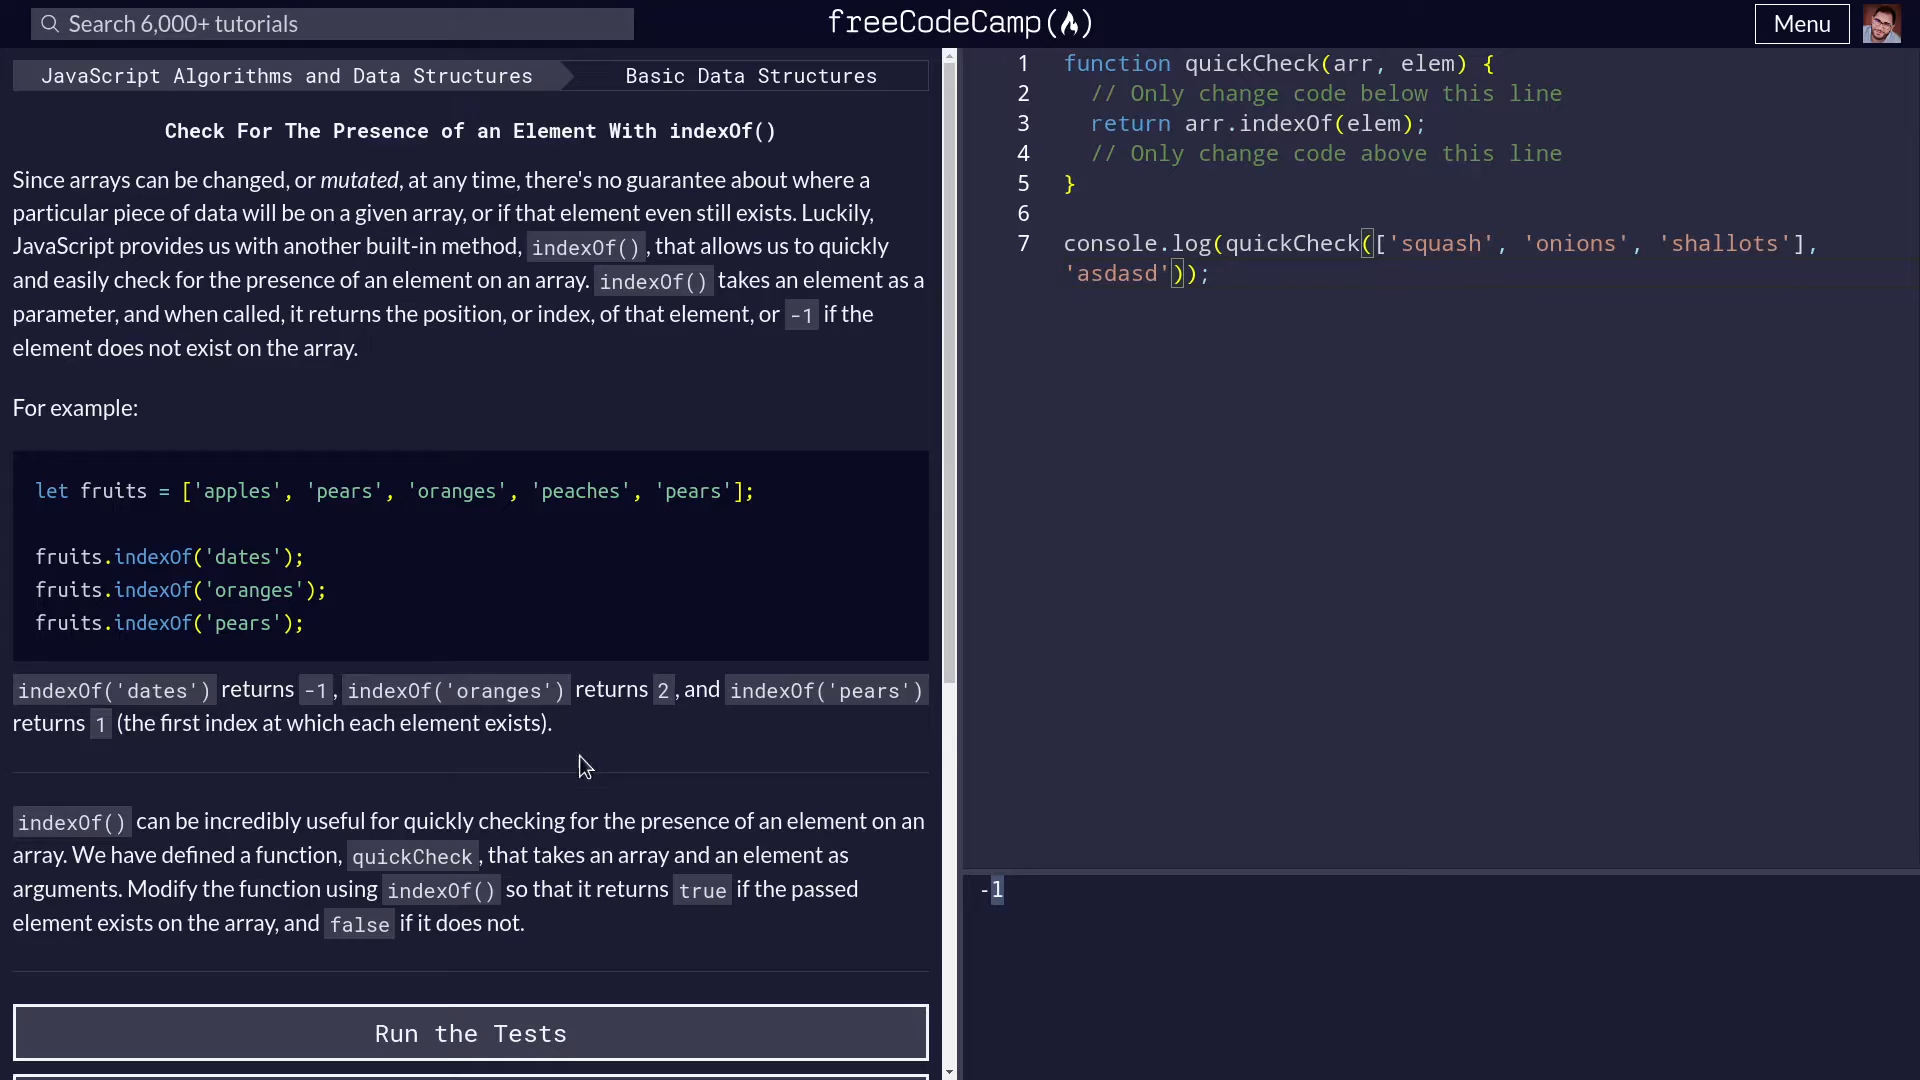 Search 6,000+ tutorials
freeCodeCamp(🔥)
Menu
JavaScript Algorithms and Data Structures
Basic Data Structures
Check For The Presence of an Element With indexOf()
Since arrays can be changed, or mutated, at any time, there's no guarantee about where a
particular piece of data will be on a given array, or if that element even still exists. Luckily,
JavaScript provides us with another built-in method, indexOf(), that allows us to quickly
and easily check for the presence of an element on an array. indexOf() takes an element as a
parameter, and when called, it returns the position, or index, of that element, or -1 if the
element does not exist on the array.
For example:
let fruits = ['apples', 'pears', 'oranges', 'peaches', 'pears'];
fruits.indexOf('dates');
fruits.indexOf('oranges');
fruits.indexOf('pears');
indexOf('dates') returns -1, indexOf('oranges') returns 2, and indexOf('pears')
returns 1 (the first index at which each element exists).
indexOf() can be incredibly useful for quickly checking for the presence of an element on an
array. We have defined a function, quickCheck, that takes an array and an element as
arguments. Modify the function using indexOf() so that it returns true if the passed
element exists on the array, and false if it does not.
Run the Tests
1 function quickCheck(arr, elem) {
2 // Only change code below this line
3 return arr.indexOf(elem);
4 // Only change code above this line
5 }
6
7 console.log(quickCheck(['squash', 'onions', 'shallots'],
'asdasd'));
-1